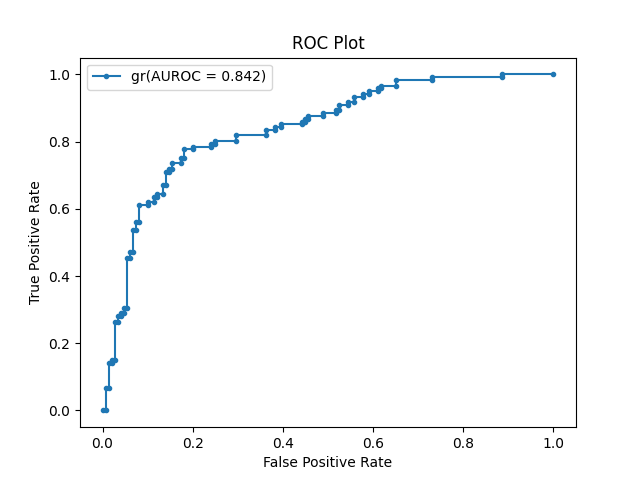 ROC Plot
gr(AUROC = 0.842)
1.0
0.8
0.6
0.4
0.2
0.0
True Positive Rate
0.0 0.2 0.4 0.6 0.8 1.0
False Positive Rate